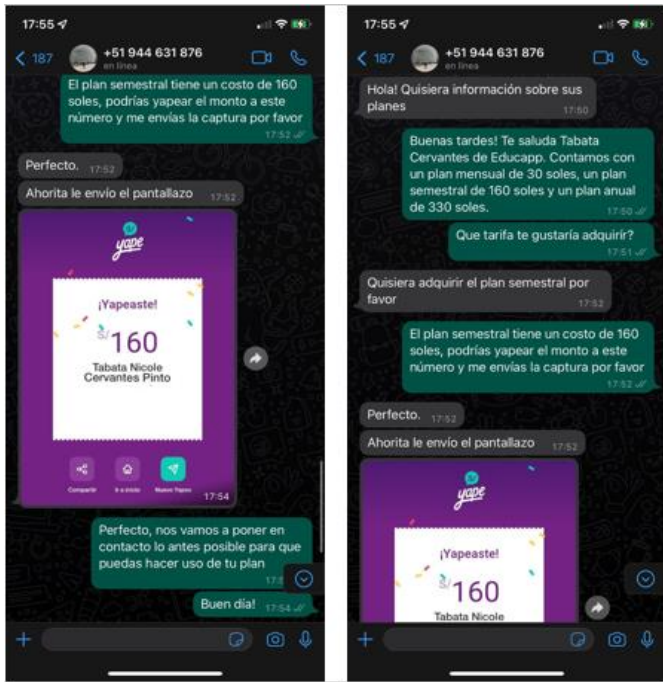 17:55
187
+51 944 631 876
en línea
El plan semestral tiene un costo de 160
soles, podrías yapear el monto a este
número y me envías la captura por favor
17:52
Perfecto. 17:52
Ahorita le envío el pantallazo 17:52
yape
¡Yapeaste!
S/160
Tabata Nicole
Cervantes Pinto
Compartir Ir a inicio Nuevo Yapeo
17:54
Perfecto, nos vamos a poner en
contacto lo antes posible para que
puedas hacer uso de tu plan
Buen día! 17:54
17:55
187
+51 944 631 876
en línea
Hola! Quisiera información sobre sus
planes 17:50
Buenas tardes! Te saluda Tabata
Cervantes de Educapp. Contamos con
un plan mensual de 30 soles, un plan
semestral de 160 soles y un plan anual
de 330 soles. 17:50
Que tarifa te gustaría adquirir?
17:51
Quisiera adquirir el plan semestral por
favor 17:52
El plan semestral tiene un costo de 160
soles, podrías yapear el monto a este
número y me envías la captura por favor
17:52
Perfecto. 17:52
Ahorita le envío el pantallazo 17:52
yape
¡Yapeaste!
S/160
Tabata Nicole